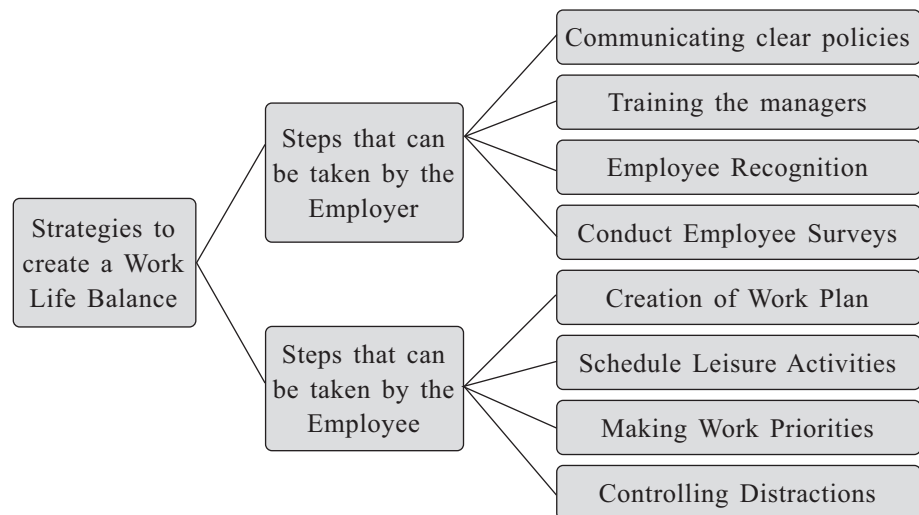 Strategies to
create a Work
Life Balance
Steps that can
be taken by the
Employer
Communicating clear policies
Training the managers
Employee Recognition
Conduct Employee Surveys
Steps that can
be taken by the
Employee
Creation of Work Plan
Schedule Leisure Activities
Making Work Priorities
Controlling Distractions